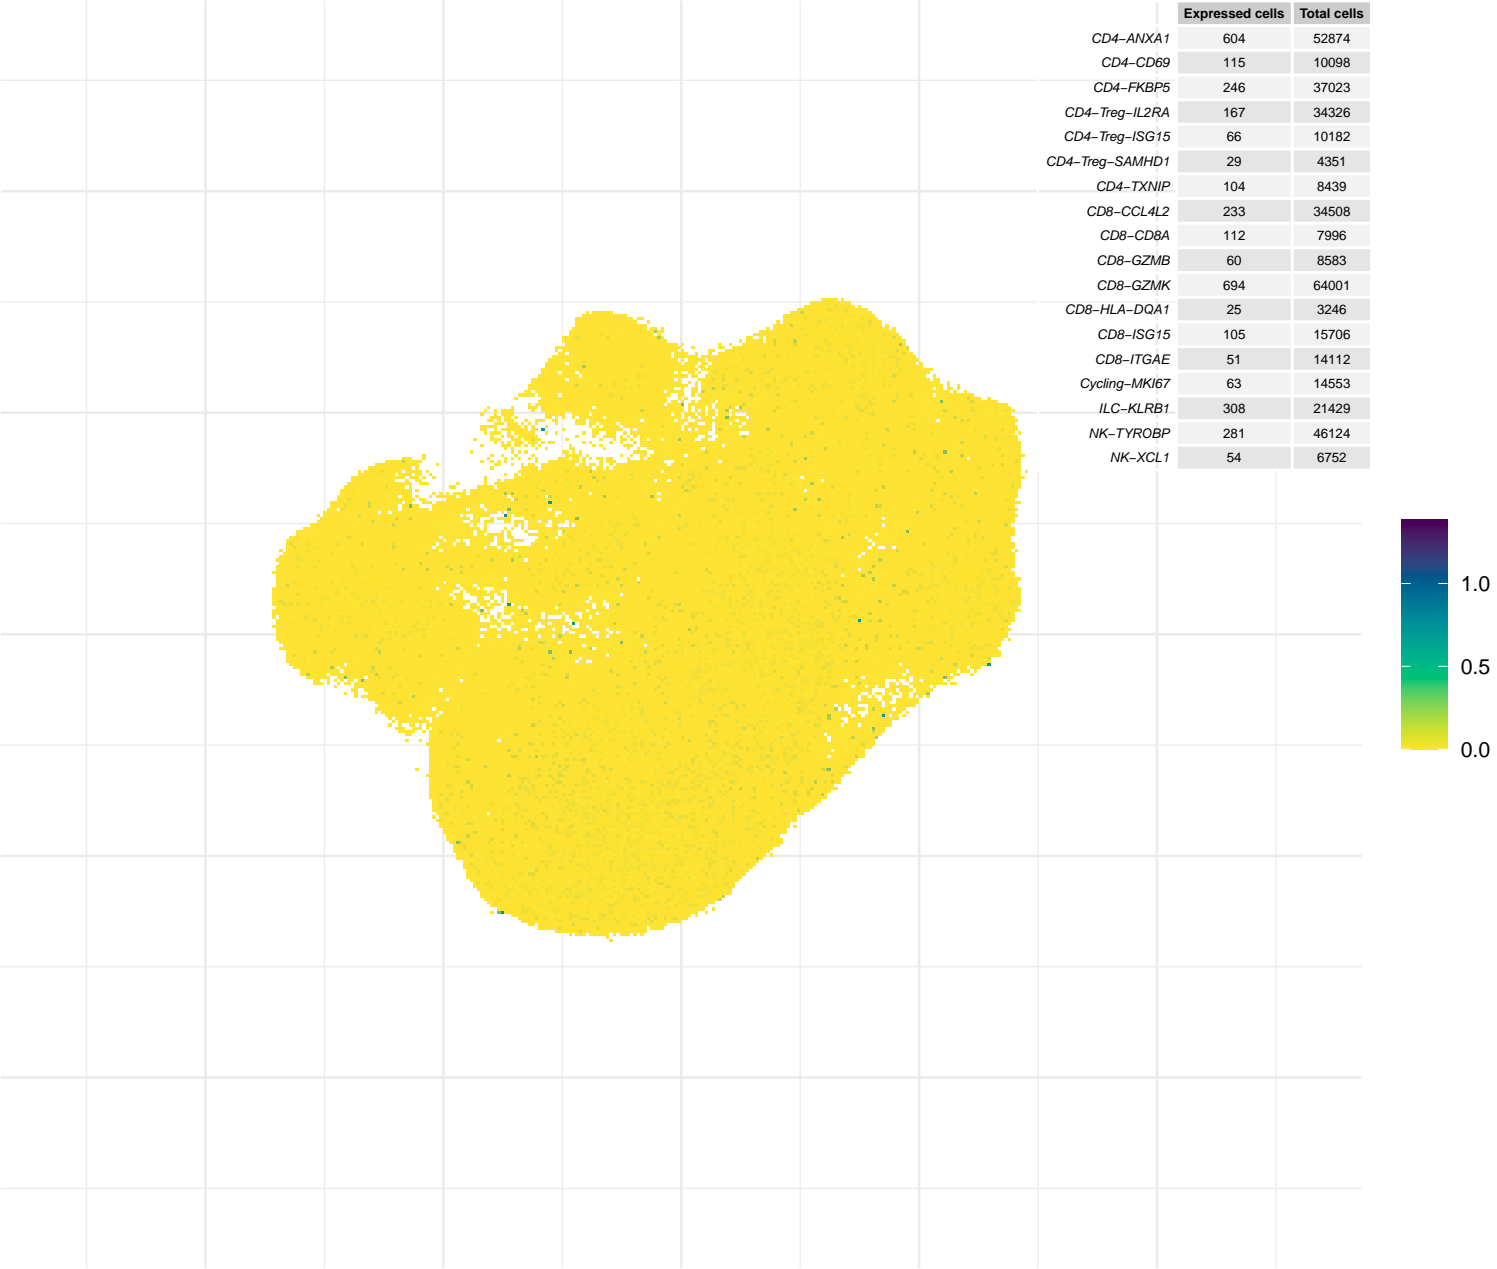 Expressed cells Total cells
CD4−ANXA1 604 52874
CD4−CD69 115 10098
CD4−FKBP5 246 37023
CD4−Treg−IL2RA 167 34326
CD4−Treg−ISG15 66 10182
CD4−Treg−SAMHD1 29 4351
CD4−TXNIP 104 8439
CD8−CCL4L2 233 34508
CD8−CD8A 112 7996
CD8−GZMB 60 8583
CD8−GZMK 694 64001
CD8−HLA−DQA1 25 3246
CD8−ISG15 105 15706
CD8−ITGAE 51 14112
Cycling−MKI67 63 14553
ILC−KLRB1 308 21429
NK−TYROBP 281 46124
NK−XCL1 54 6752
1.0
0.5
0.0